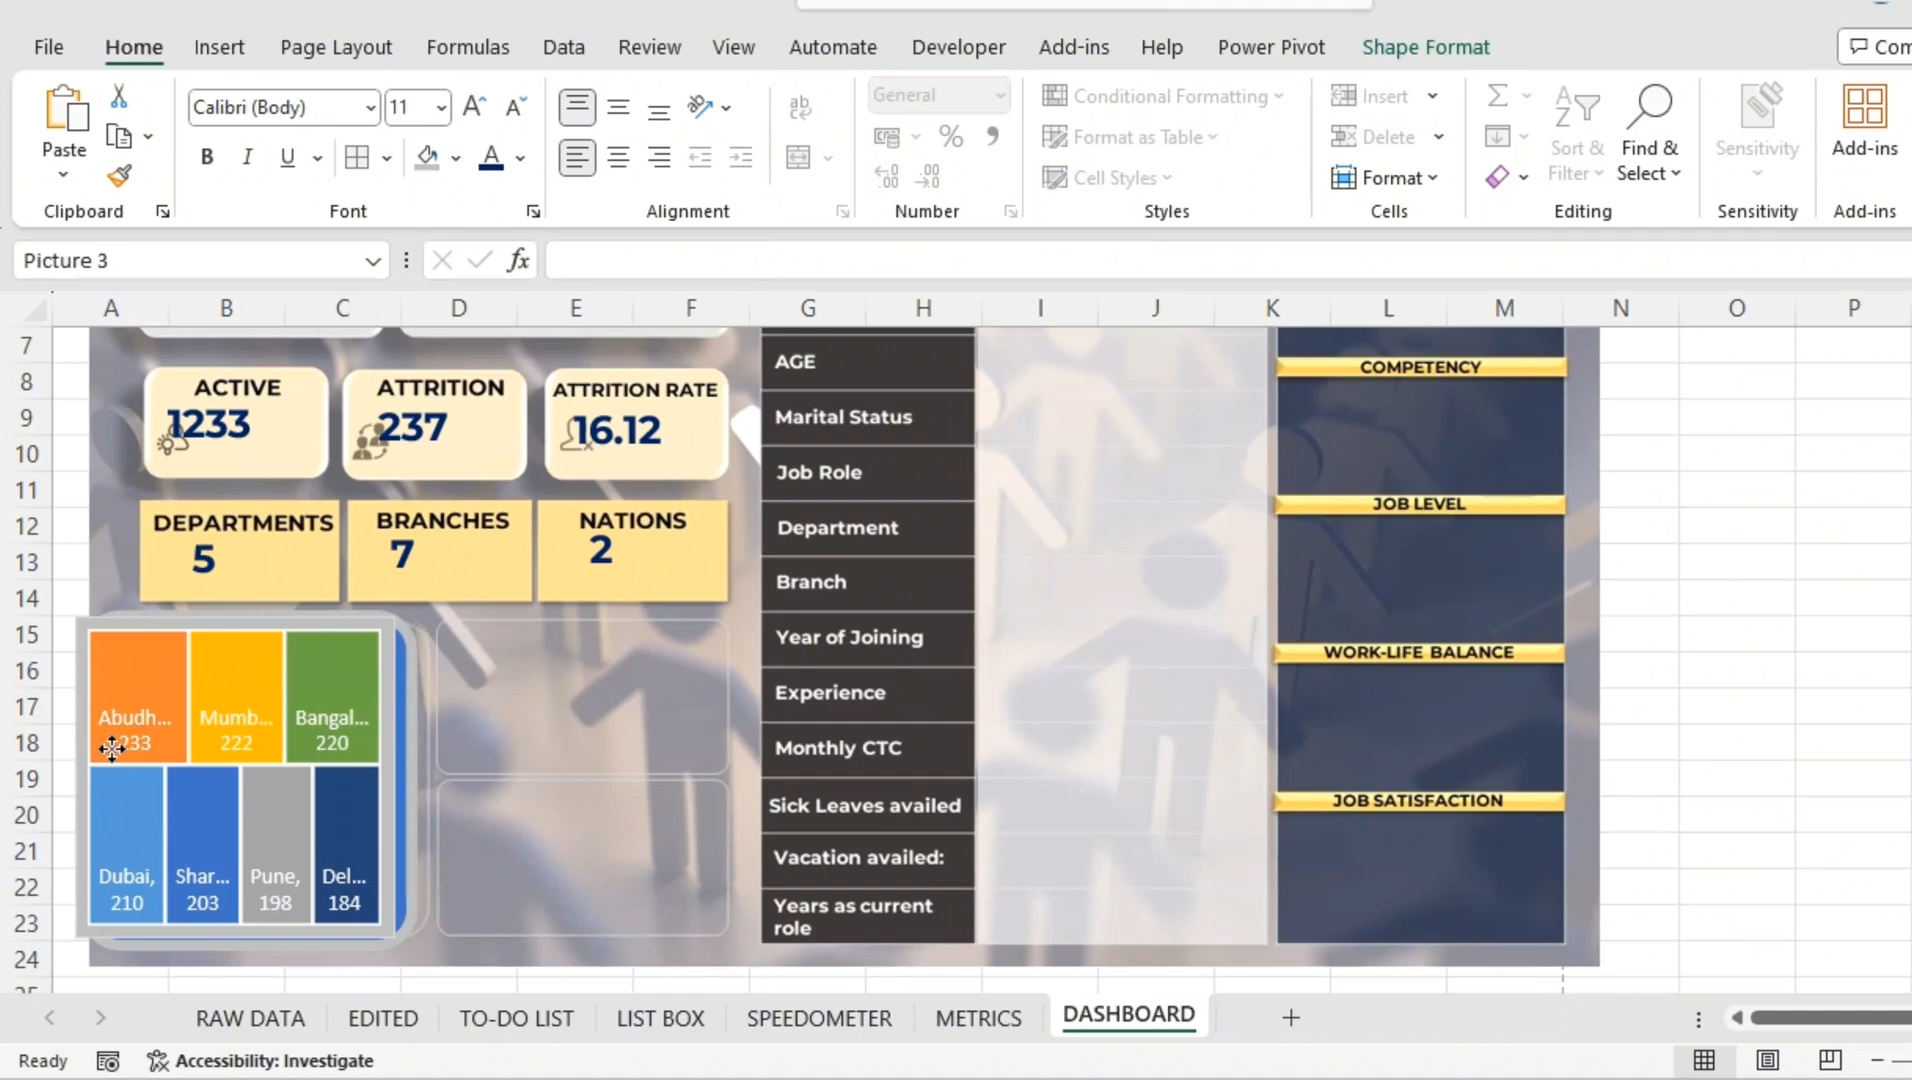 File Home Insert Page Layout Formulas Data Review View Automate Developer Add-ins Help Power Pivot Shape Format
Calibri (Body) 11 A A ab General Conditional Formatting Insert
Paste B I U A % , Format as Table Delete Sort & Find & Sensitivity Add-ins
.00 .00 Cell Styles Format Filter Select
Clipboard Font Alignment Number Styles Cells Editing Sensitivity Add-ins
Picture 3 fx
A B C D E F G H I J K L M N O P
7
8
9
10
11
12
13
14
15
16
17
18
19
20
21
22
23
24
ACTIVE
1233
ATTRITION
237
ATTRITION RATE
16.12
DEPARTMENTS
5
BRANCHES
7
NATIONS
2
Abudh...
233
Mumb...
222
Bangal...
220
Dubai,
210
Shar...
203
Pune,
198
Del...
184
AGE
Marital Status
Job Role
Department
Branch
Year of Joining
Experience
Monthly CTC
Sick Leaves availed
Vacation availed:
Years as current
role
COMPETENCY
JOB LEVEL
WORK-LIFE BALANCE
JOB SATISFACTION
RAW DATA EDITED TO-DO LIST LIST BOX SPEEDOMETER METRICS DASHBOARD
Ready Accessibility: Investigate